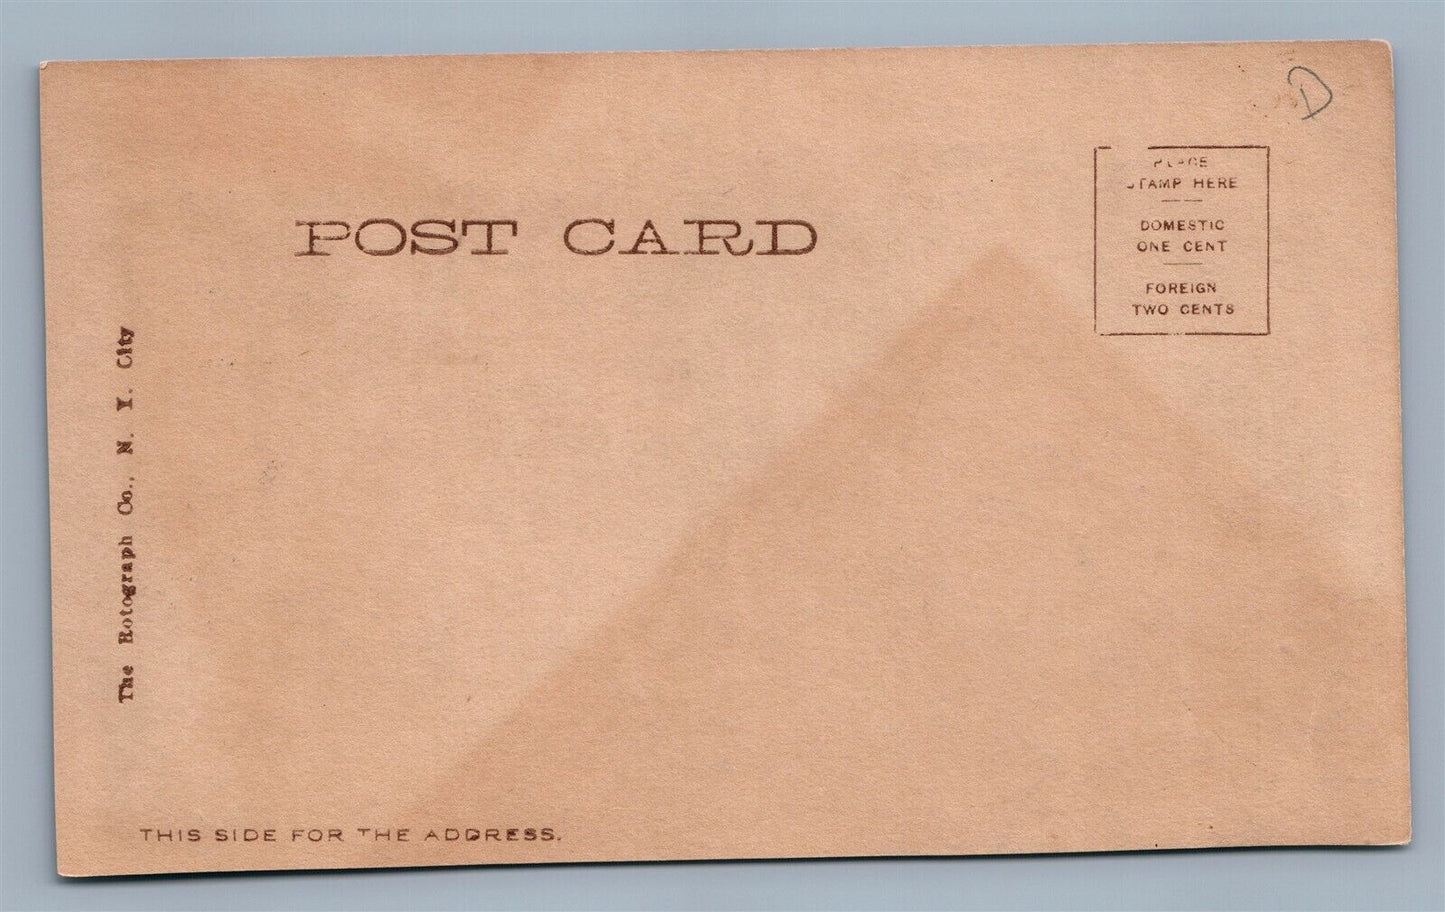 D
PLACE
STAMP HERE
DOMESTIC
ONE CENT
FOREIGN
TWO CENTS
POST CARD
The Rotograph Co., N. Y. City
THIS SIDE FOR THE ADDRESS.